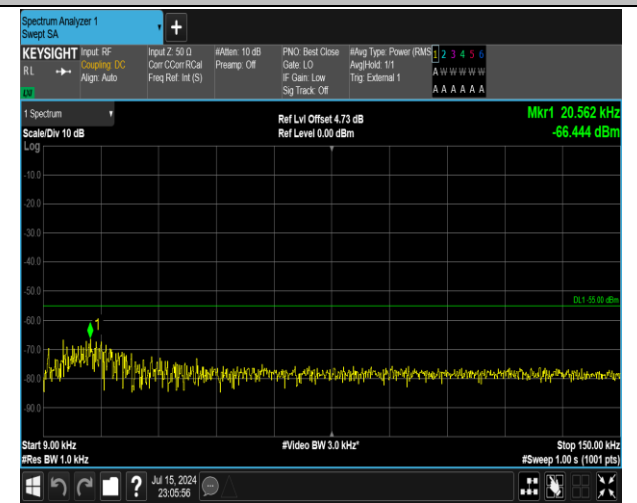 Spectrum Analyzer 1
Swept SA
+
KEYSIGHT
RL
LW
Input: RF
Coupling: DC
Align: Auto
Input Z: 50 Ω
Corr CCorr RCal
Freq Ref: Int (S)
#Atten: 10 dB
Preamp: Off
PNO: Best Close
Gate: LO
IF Gain: Low
Sig Track: Off
#Avg Type: Power (RMS
Avg|Hold: 1/1
Trig: External 1
1 2 3 4 5 6
A W W W W W
A A A A A A
1 Spectrum
Scale/Div 10 dB
Log
Ref Lvl Offset 4.73 dB
Ref Level 0.00 dBm
Mkr1 20.562 kHz
-66.444 dBm
-10.0
-20.0
-30.0
-40.0
-50.0
DL1 -55.00 dBm
-60.0
1
-70.0
-80.0
-90.0
Start 9.00 kHz
#Video BW 3.0 kHz*
Stop 150.00 kHz
#Res BW 1.0 kHz
#Sweep 1.00 s (1001 pts)
?
Jul 15, 2024
23:05:56